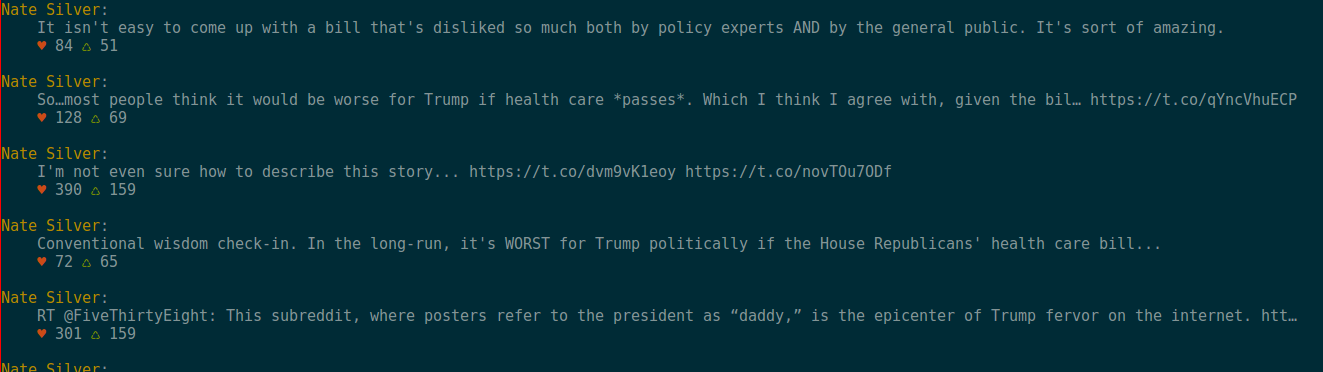 Nate Silver:
It isn't easy to come up with a bill that's disliked so much both by policy experts AND by the general public. It's sort of amazing.
♥ 84 ♺ 51
Nate Silver:
So…most people think it would be worse for Trump if health care *passes*. Which I think I agree with, given the bil… https://t.co/qYncVhuECP
♥ 128 ♺ 69
Nate Silver:
I'm not even sure how to describe this story... https://t.co/dvm9vK1eoy https://t.co/novTOu7ODf
♥ 390 ♺ 159
Nate Silver:
Conventional wisdom check-in. In the long-run, it's WORST for Trump politically if the House Republicans' health care bill...
♥ 72 ♺ 65
Nate Silver:
RT @FiveThirtyEight: This subreddit, where posters refer to the president as “daddy,” is the epicenter of Trump fervor on the internet. htt…
♥ 301 ♺ 159
Nate Silver: